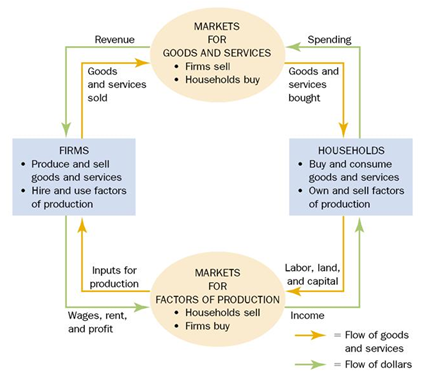 MARKETS
FOR
GOODS AND SERVICES
• Firms sell
• Households buy
Revenue
Spending
Goods
and services
sold
Goods and
services
bought
FIRMS
• Produce and sell
goods and services
• Hire and use factors
of production
HOUSEHOLDS
• Buy and consume
goods and services
• Own and sell factors
of production
Inputs for
production
Labor, land,
and capital
MARKETS
FOR
FACTORS OF PRODUCTION
• Households sell
• Firms buy
Wages, rent,
and profit
Income
= Flow of goods
and services
= Flow of dollars